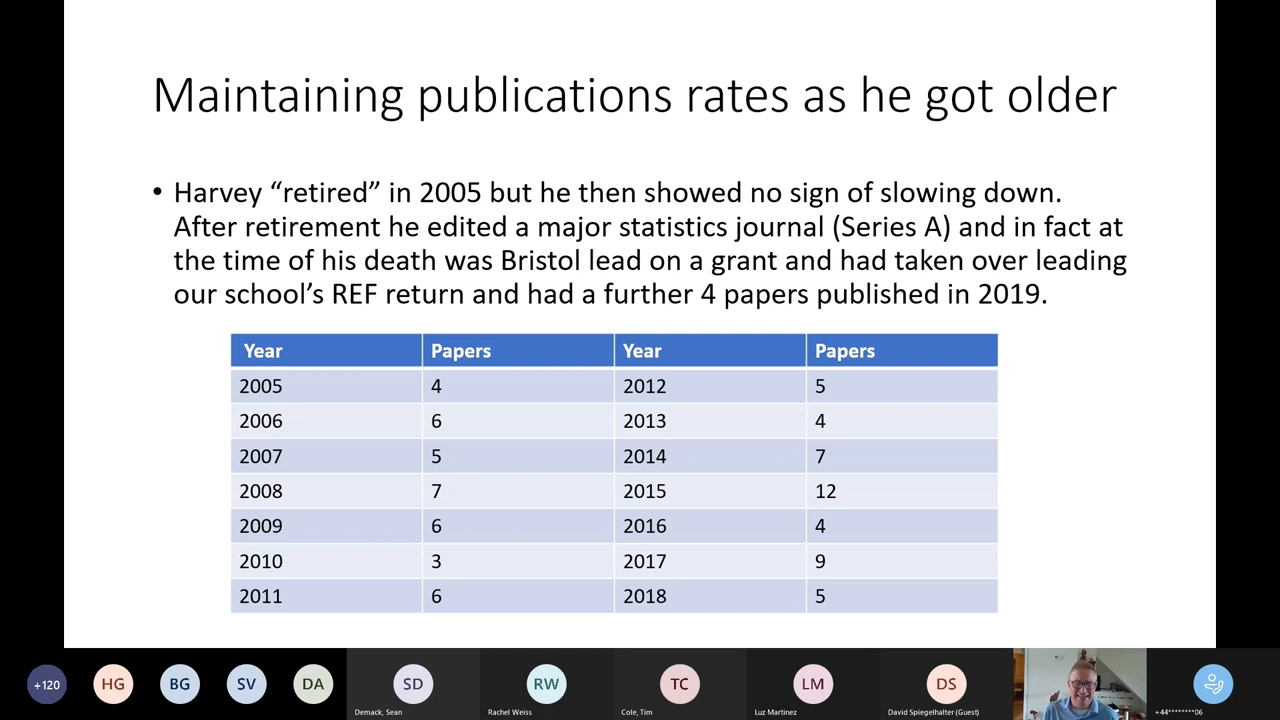 Maintaining publications rates as he got older
• Harvey “retired” in 2005 but he then showed no sign of slowing down.
After retirement he edited a major statistics journal (Series A) and in fact at
the time of his death was Bristol lead on a grant and had taken over leading
our school’s REF return and had a further 4 papers published in 2019.
Year Papers Year Papers
2005 4 2012 5
2006 6 2013 4
2007 5 2014 7
2008 7 2015 12
2009 6 2016 4
2010 3 2017 9
2011 6 2018 5
+120 HG BG SV DA SD RW TC LM DS
Demack, Sean Rachel Weiss Cole, Tim Luz Martinez David Spiegelhalter (Guest) +44********06